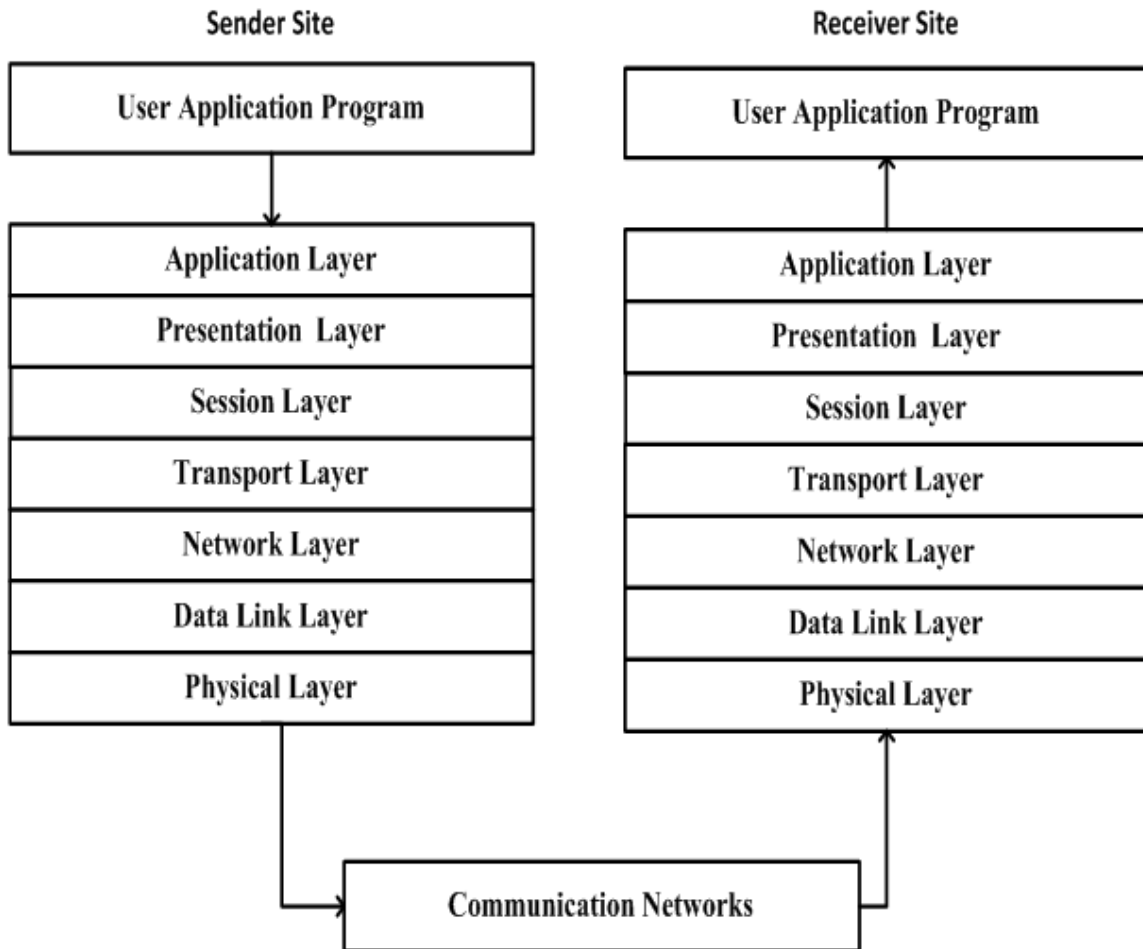 Sender Site
User Application Program
Application Layer
Presentation Layer
Session Layer
Transport Layer
Network Layer
Data Link Layer
Physical Layer
Receiver Site
User Application Program
Application Layer
Presentation Layer
Session Layer
Transport Layer
Network Layer
Data Link Layer
Physical Layer
Communication Networks